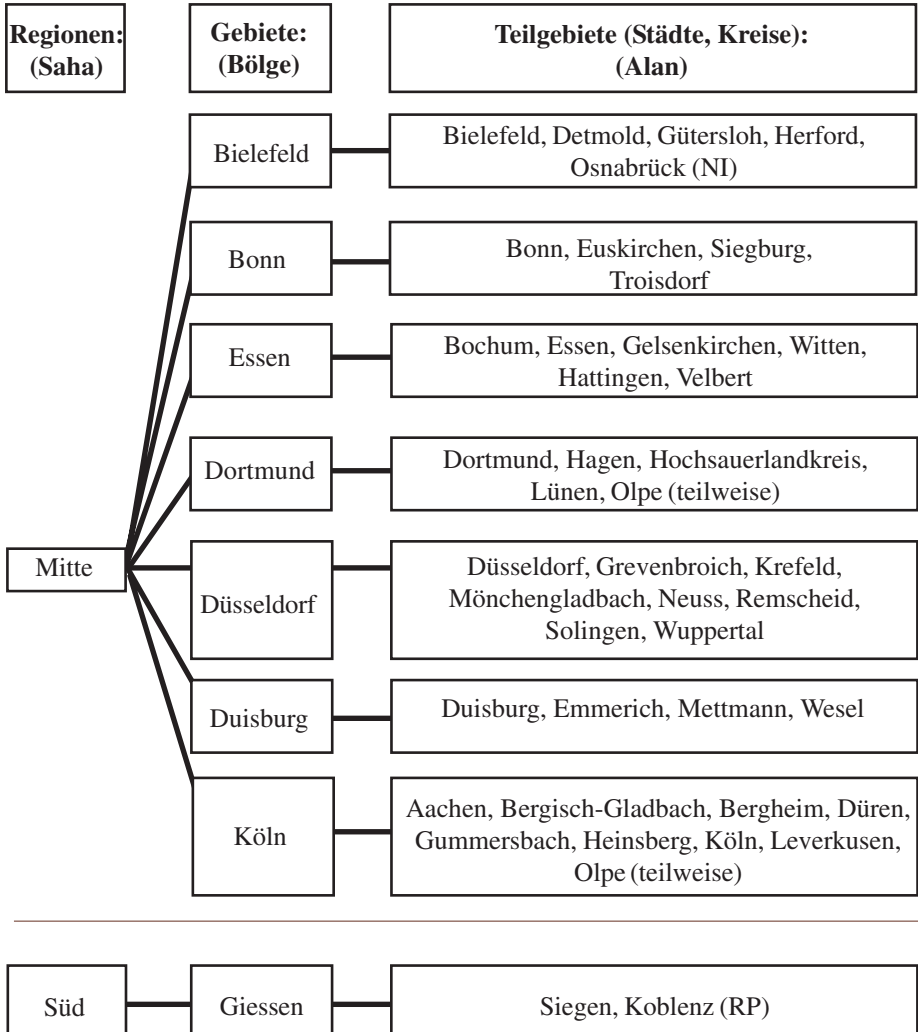 Regionen:
(Saha)
Gebiete:
(Bölge)
Teilgebiete (Städte, Kreise):
(Alan)
Bielefeld
Bielefeld, Detmold, Gütersloh, Herford,
Osnabrück (NI)
Bonn
Bonn, Euskirchen, Siegburg,
Troisdorf
Essen
Bochum, Essen, Gelsenkirchen, Witten,
Hattingen, Velbert
Dortmund
Dortmund, Hagen, Hochsauerlandkreis,
Lünen, Olpe (teilweise)
Mitte
Düsseldorf
Düsseldorf, Grevenbroich, Krefeld,
Mönchengladbach, Neuss, Remscheid,
Solingen, Wuppertal
Duisburg
Duisburg, Emmerich, Mettmann, Wesel
Köln
Aachen, Bergisch-Gladbach, Bergheim, Düren,
Gummersbach, Heinsberg, Köln, Leverkusen,
Olpe (teilweise)
Süd
Giessen
Siegen, Koblenz (RP)